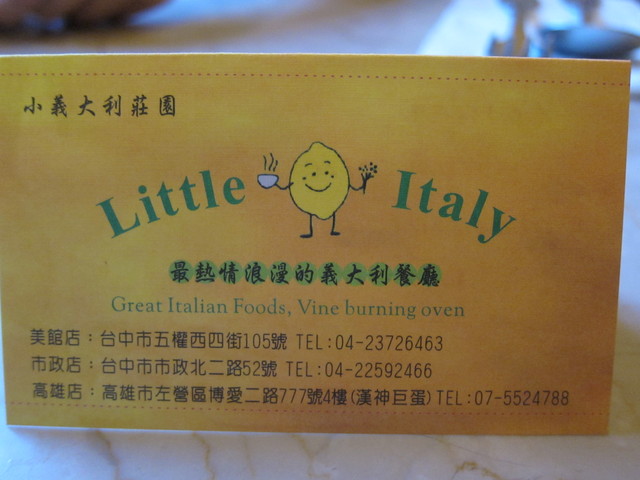 小義大利莊園
Little Italy
最熱情浪漫的義大利餐廳
Great Italian Foods, Vine burning oven
美館店：台中市五權西四街105號 TEL:04-23726463
市政店：台中市市政北二路52號 TEL:04-22592466
高雄店：高雄市左營區博愛二路777號4樓(漢神巨蛋)TEL:07-5524788